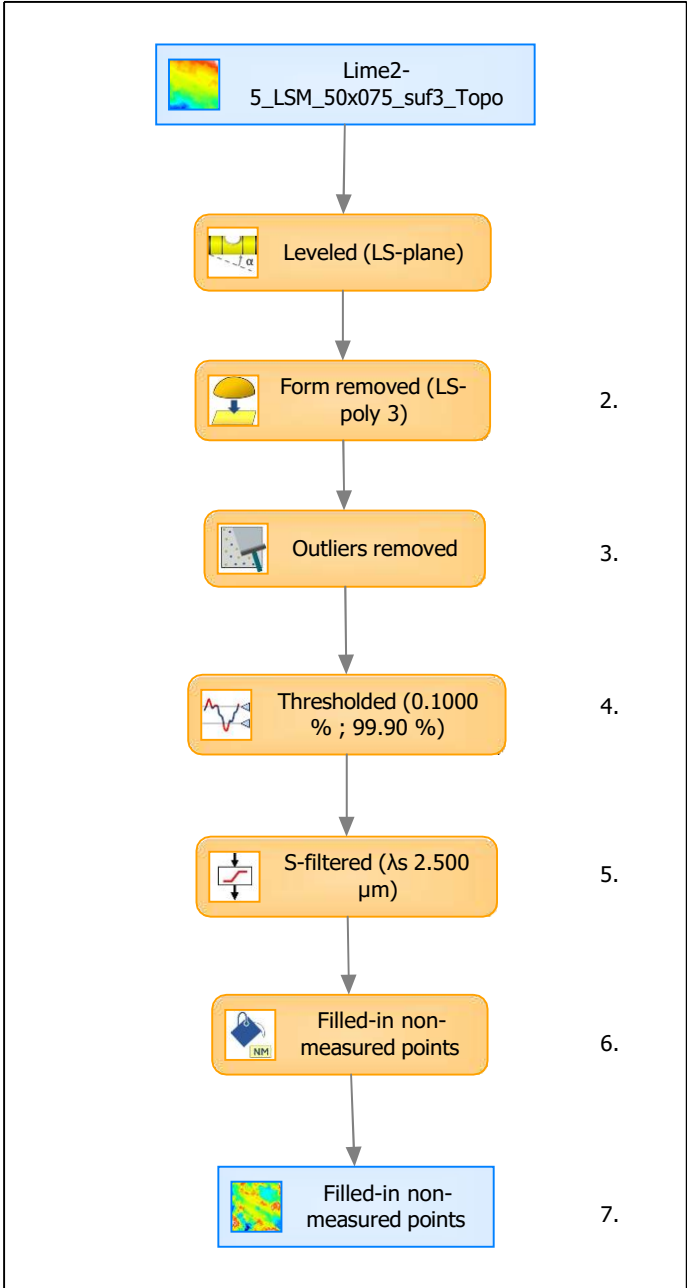 Lime2-
5_LSM_50x075_suf3_Topo
α
Leveled (LS-plane)
Form removed (LS-
poly 3)
2.
Outliers removed
3.
Thresholded (0.1000
% ; 99.90 %)
4.
S-filtered (λs 2.500
µm)
5.
NM
Filled-in non-
measured points
6.
Filled-in non-
measured points
7.